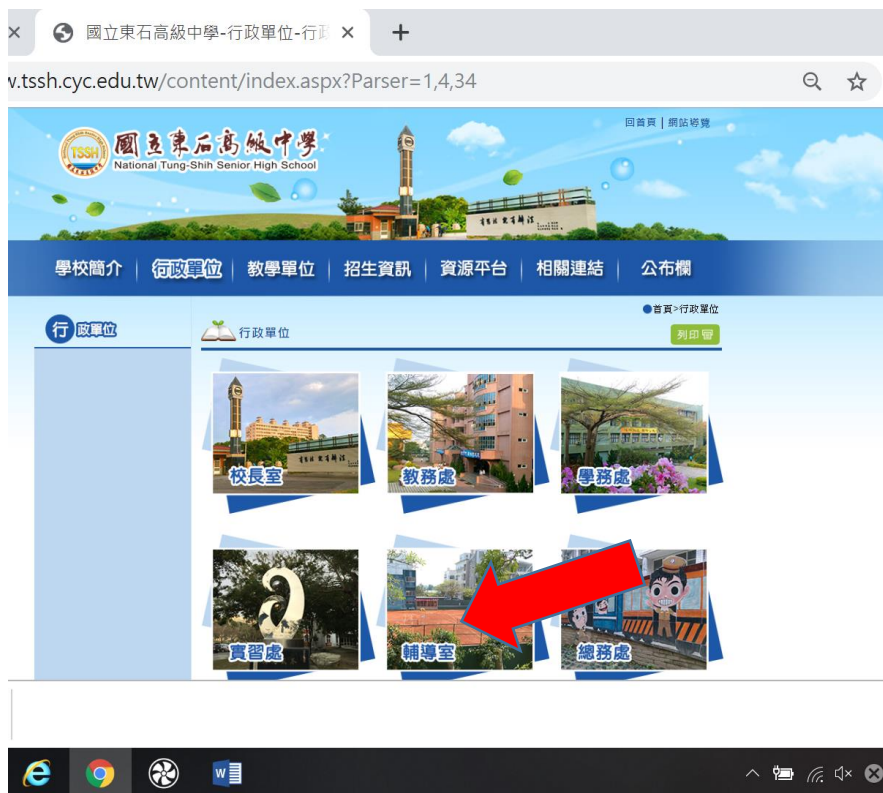 國立東石高級中學-行政單位-行政
v.tssh.cyc.edu.tw/content/index.aspx?Parser=1,4,34
回首頁 | 網站導覽
TSSH
國立東石高級中學
National Tung-Shih Senior High School
學校簡介 | 行政單位 | 教學單位 | 招生資訊 | 資源平台 | 相關連結 | 公布欄
首頁>行政單位
行政單位
行政單位
列印
校長室
教務處
學務處
實習處
輔導室
總務處